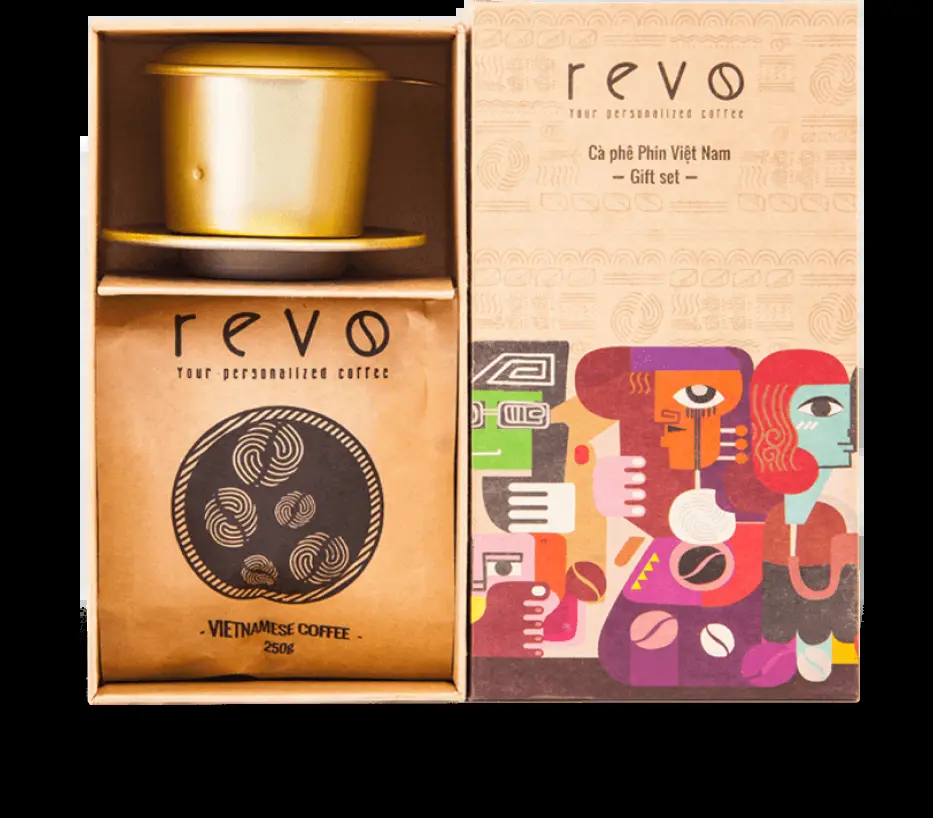 revo
Your personalized coffee
- VIETNAMESE COFFEE -
250g
revo
Your personalized coffee
Cà phê Phin Việt Nam
– Gift set –